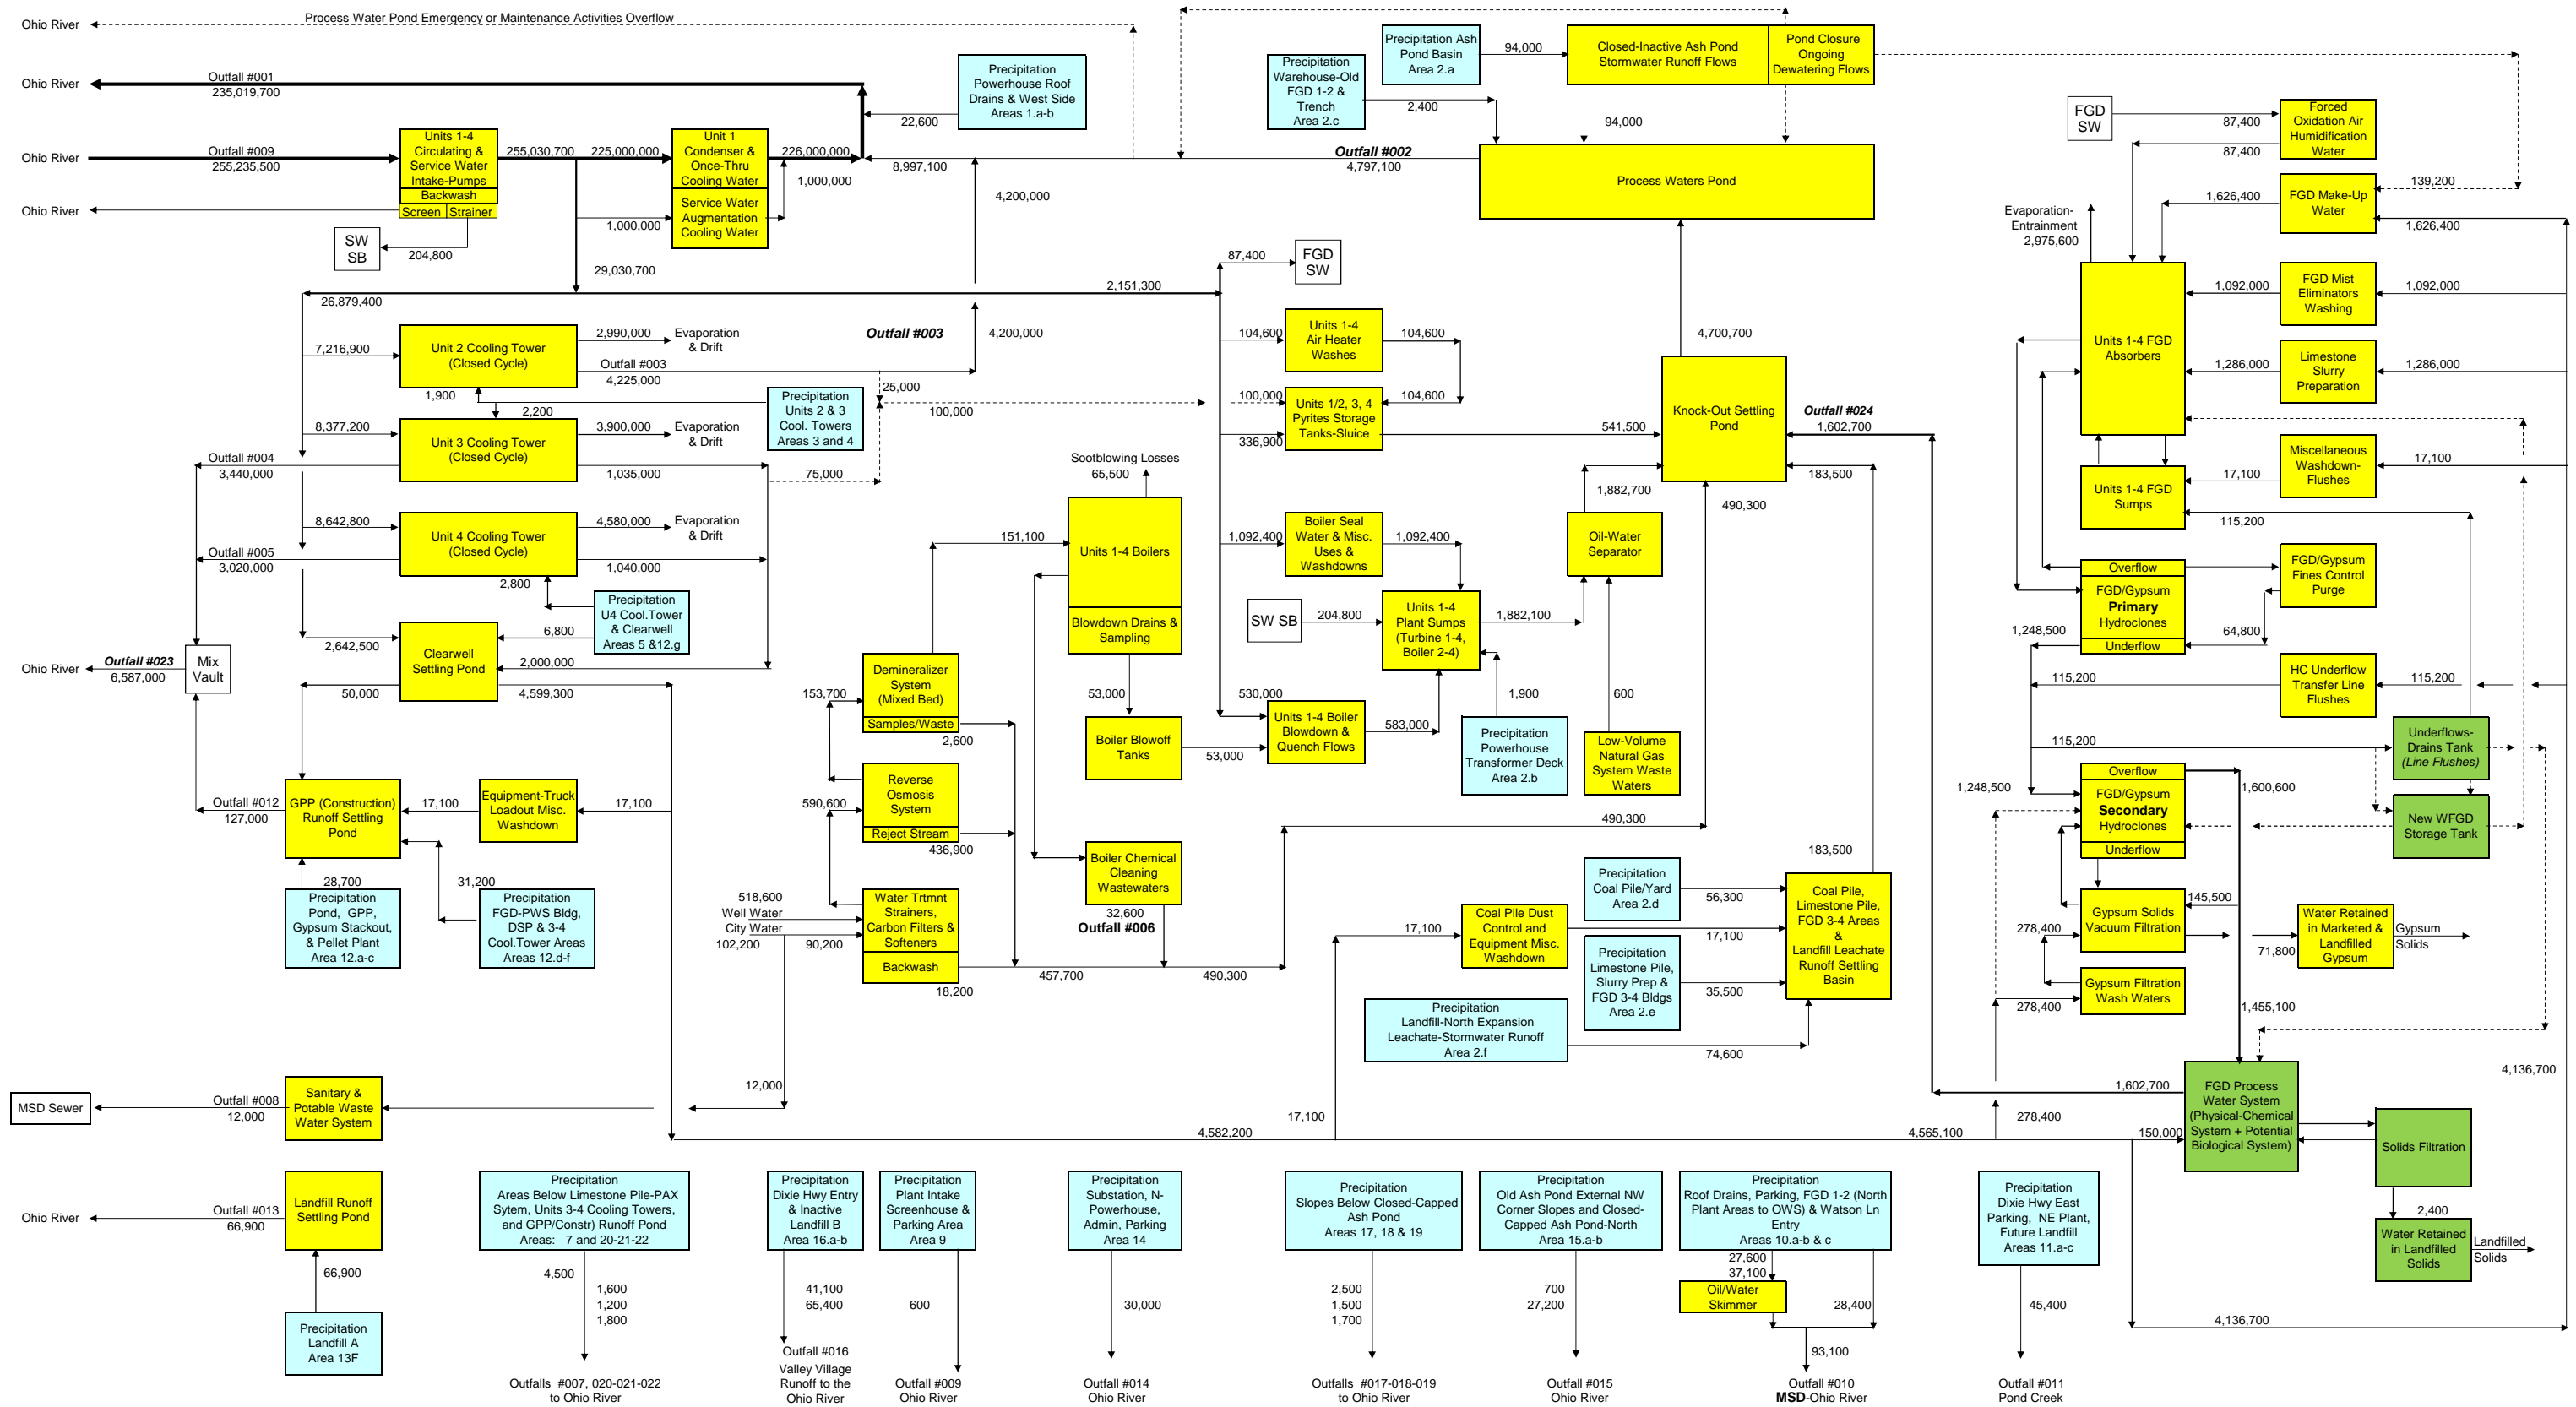 Process Water Pond Emergency or Maintenance Activities Overflow
Ohio River
Ohio River
Outfall #001
235,019,700
Ohio River
Outfall #009
255,235,500
Ohio River
Units 1-4
Circulating &
Service Water
Intake-Pumps
Backwash
Screen
Strainer
SW
SB
204,800
255,030,700
225,000,000
Unit 1
Condenser &
Once-Thru
Cooling Water
Service Water
Augmentation
Cooling Water
226,000,000
1,000,000
1,000,000
29,030,700
22,600
Precipitation
Powerhouse Roof
Drains & West Side
Areas 1.a-b
8,997,100
4,200,000
Outfall #002
4,797,100
Precipitation
Warehouse-Old
FGD 1-2 &
Trench
Area 2.c
2,400
Precipitation Ash
Pond Basin
Area 2.a
94,000
Closed-Inactive Ash Pond
Stormwater Runoff Flows
Pond Closure
Ongoing
Dewatering Flows
94,000
Process Waters Pond
FGD
SW
87,400
Forced
Oxidation Air
Humidification
Water
87,400
139,200
FGD Make-Up
Water
1,626,400
1,626,400
Evaporation-
Entrainment
2,975,600
26,879,400
2,151,300
87,400
FGD
SW
7,216,900
Unit 2 Cooling Tower
(Closed Cycle)
2,990,000
Evaporation
& Drift
Outfall #003
4,225,000
Outfall #003
4,200,000
25,000
100,000
1,900
2,200
Precipitation
Units 2 & 3
Cool. Towers
Areas 3 and 4
8,377,200
Unit 3 Cooling Tower
(Closed Cycle)
3,900,000
Evaporation
& Drift
Outfall #004
3,440,000
1,035,000
75,000
8,642,800
Unit 4 Cooling Tower
(Closed Cycle)
4,580,000
Evaporation
& Drift
Outfall #005
3,020,000
1,040,000
2,800
Precipitation
U4 Cool.Tower
& Clearwell
Areas 5 &12.g
6,800
2,642,500
Clearwell
Settling Pond
2,000,000
50,000
4,599,300
Ohio River
Outfall #023
6,587,000
Mix
Vault
Outfall #012
127,000
GPP (Construction)
Runoff Settling
Pond
17,100
Equipment-Truck
Loadout Misc.
Washdown
17,100
28,700
31,200
Precipitation
Pond,  GPP,
Gypsum Stackout,
& Pellet Plant
Area 12.a-c
Precipitation
FGD-PWS Bldg,
DSP & 3-4
Cool.Tower Areas
Areas 12.d-f
104,600
Units 1-4
Air Heater
Washes
104,600
100,000
Units 1/2, 3, 4
Pyrites Storage
Tanks-Sluice
104,600
336,900
541,500
Knock-Out Settling
Pond
4,700,700
Outfall #024
1,602,700
183,500
490,300
1,882,700
Oil-Water
Separator
Sootblowing Losses
65,500
151,100
Units 1-4 Boilers
Blowdown Drains &
Sampling
1,092,400
Boiler Seal
Water & Misc.
Uses &
Washdowns
1,092,400
SW SB
204,800
Units 1-4
Plant Sumps
(Turbine 1-4,
Boiler 2-4)
1,882,100
1,900
600
Precipitation
Powerhouse
Transformer Deck
Area 2.b
Low-Volume
Natural Gas
System Waste
Waters
53,000
530,000
Units 1-4 Boiler
Blowdown &
Quench Flows
583,000
Boiler Blowoff
Tanks
53,000
153,700
Demineralizer
System
(Mixed Bed)
Samples/Waste
2,600
590,600
Reverse
Osmosis
System
Reject Stream
436,900
518,600
Well Water
City Water
102,200
90,200
Water Trtmnt
Strainers,
Carbon Filters &
Softeners
Backwash
18,200
457,700
490,300
Boiler Chemical
Cleaning
Wastewaters
32,600
Outfall #006
490,300
12,000
17,100
Coal Pile Dust
Control and
Equipment Misc.
Washdown
17,100
Precipitation
Coal Pile/Yard
Area 2.d
56,300
Precipitation
Limestone Pile,
Slurry Prep &
FGD 3-4 Bldgs
Area 2.e
35,500
Precipitation
Landfill-North Expansion
Leachate-Stormwater Runoff
Area 2.f
74,600
183,500
Coal Pile,
Limestone Pile,
FGD 3-4 Areas
&
Landfill Leachate
Runoff Settling
Basin
Units 1-4 FGD
Absorbers
1,092,000
FGD Mist
Eliminators
Washing
1,092,000
1,286,000
Limestone
Slurry
Preparation
1,286,000
Units 1-4 FGD
Sumps
17,100
Miscellaneous
Washdown-
Flushes
17,100
115,200
Overflow
FGD/Gypsum
Primary
Hydroclones
Underflow
FGD/Gypsum
Fines Control
Purge
64,800
1,248,500
115,200
HC Underflow
Transfer Line
Flushes
115,200
115,200
Underflows-
Drains Tank
(Line Flushes)
1,248,500
Overflow
FGD/Gypsum
Secondary
Hydroclones
Underflow
1,600,600
New WFGD
Storage Tank
278,400
Gypsum Solids
Vacuum Filtration
145,500
71,800
Water Retained
in Marketed &
Landfilled
Gypsum
Gypsum
Solids
278,400
Gypsum Filtration
Wash Waters
1,455,100
4,136,700
1,602,700
278,400
FGD Process
Water System
(Physical-Chemical
System + Potential
Biological System)
150,000
Solids Filtration
2,400
Water Retained
in Landfilled
Solids
Landfilled
Solids
4,136,700
MSD Sewer
Outfall #008
12,000
Sanitary &
Potable Waste
Water System
4,582,200
17,100
4,565,100
Ohio River
Outfall #013
66,900
Landfill Runoff
Settling Pond
66,900
Precipitation
Landfill A
Area 13F
Precipitation
Areas Below Limestone Pile-PAX
Sytem, Units 3-4 Cooling Towers,
and GPP/Constr) Runoff Pond
Areas:   7 and 20-21-22
4,500
1,600
1,200
1,800
Outfalls  #007, 020-021-022
to Ohio River
Precipitation
Dixie Hwy Entry
& Inactive
Landfill B
Area 16.a-b
41,100
65,400
Outfall #016
Valley Village
Runoff to the
Ohio River
Precipitation
Plant Intake
Screenhouse &
Parking Area
Area 9
600
Outfall #009
Ohio River
Precipitation
Substation, N-
Powerhouse,
Admin, Parking
Area 14
30,000
Outfall #014
Ohio River
Precipitation
Slopes Below Closed-Capped
Ash Pond
Areas 17, 18 & 19
2,500
1,500
1,700
Outfalls #017-018-019
to Ohio River
Precipitation
Old Ash Pond External NW
Corner Slopes and Closed-
Capped Ash Pond-North
Area 15.a-b
700
27,200
Outfall #015
Ohio River
Precipitation
Roof Drains, Parking, FGD 1-2 (North
Plant Areas to OWS) & Watson Ln
Entry
Areas 10.a-b & c
27,600
37,100
Oil/Water
Skimmer
28,400
93,100
Outfall #010
MSD-Ohio River
Precipitation
Dixie Hwy East
Parking,  NE Plant,
Future Landfill
Areas 11.a-c
45,400
Outfall #011
Pond Creek